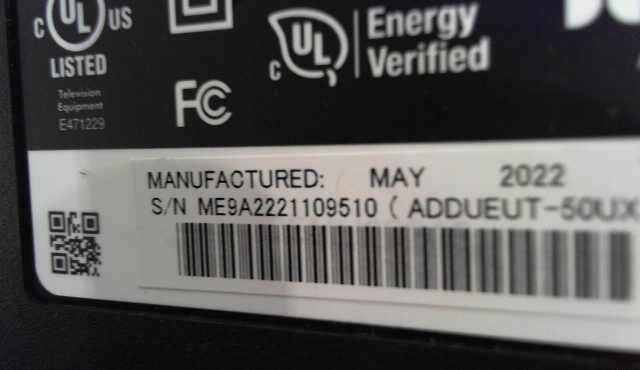 C UL US
LISTED
Television
Equipment
E471229
FC
C UL
Energy
Verified
MANUFACTURED: MAY 2022
S/N ME9A2221109510 ( ADDUEUT-50UX